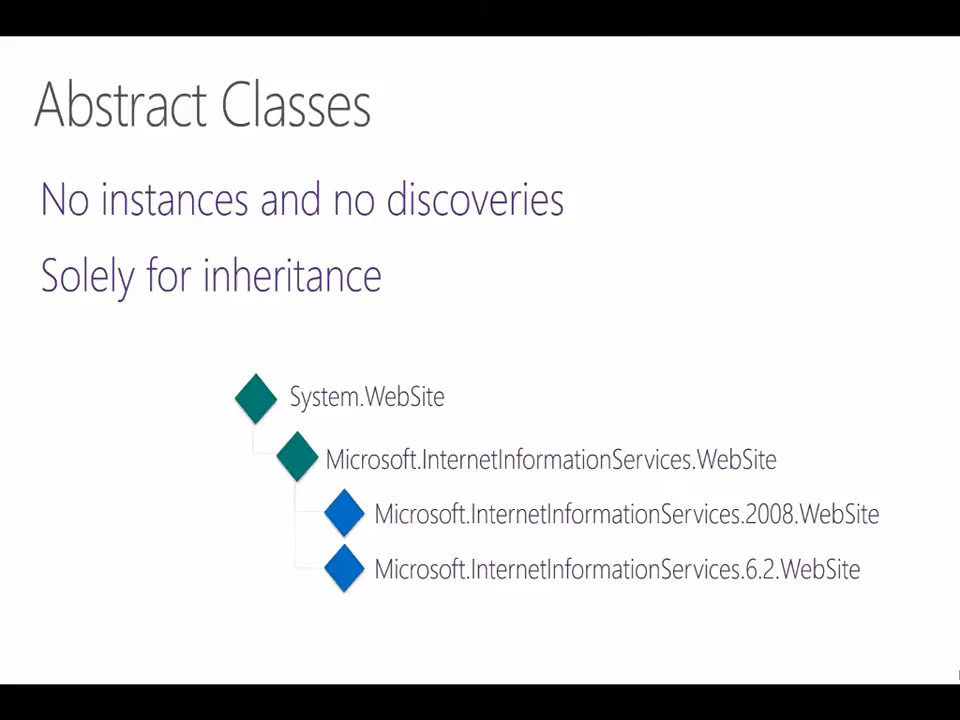 Abstract Classes
No instances and no discoveries
Solely for inheritance
System.WebSite
Microsoft.InternetInformationServices.WebSite
Microsoft.InternetInformationServices.2008.WebSite
Microsoft.InternetInformationServices.6.2.WebSite